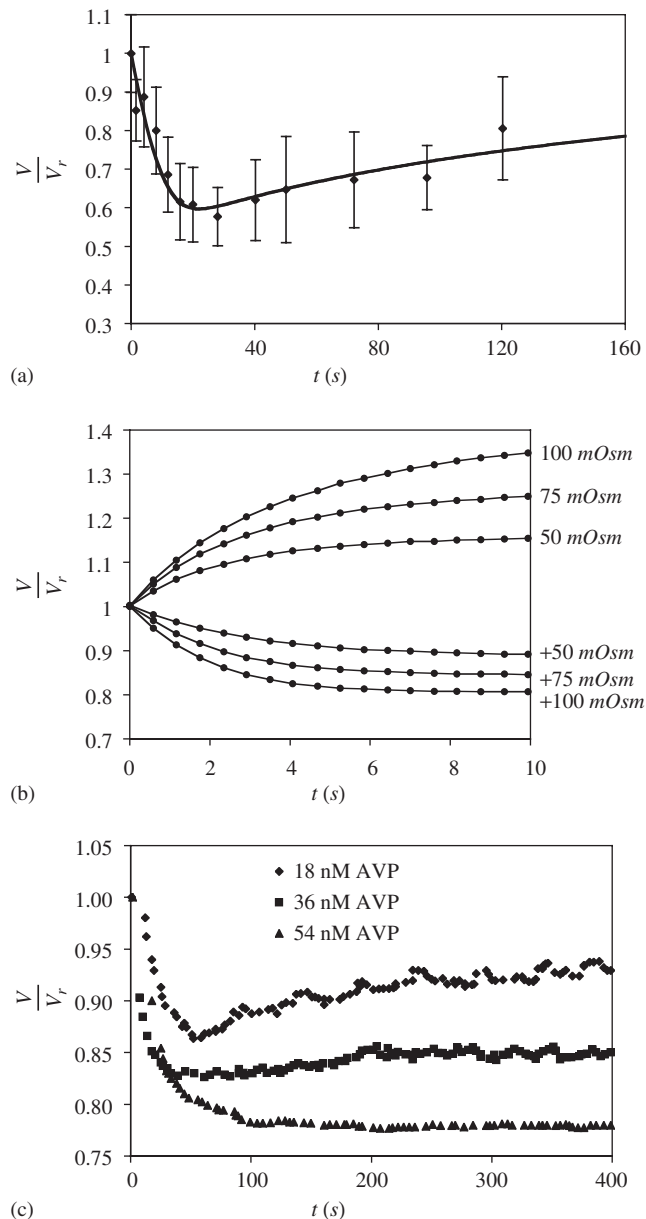 1.1
1
0.9
0.8
0.7
0.6
0.5
0.4
0.3
V
V_r
0 40 80 120 160
(a)
t (s)
1.4
1.3
1.2
1.1
1
0.9
0.8
0.7
V
V_r
100 mOsm
75 mOsm
50 mOsm
+50 mOsm
+75 mOsm
+100 mOsm
0 2 4 6 8 10
(b)
t (s)
1.05
1.00
0.95
0.90
0.85
0.80
0.75
V
V_r
18 nM AVP
36 nM AVP
54 nM AVP
0 100 200 300 400
(c)
t (s)